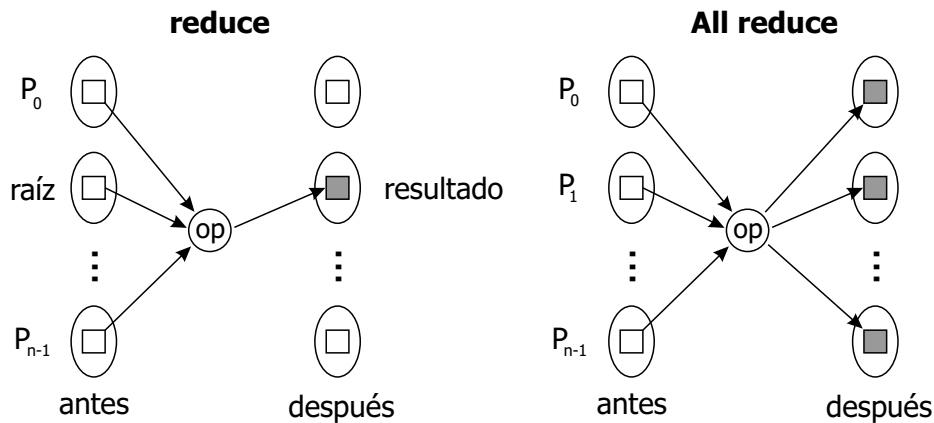 reduce
P0
raíz
op
resultado
...
Pn-1
antes
después
All reduce
P0
P1
op
...
Pn-1
antes
después